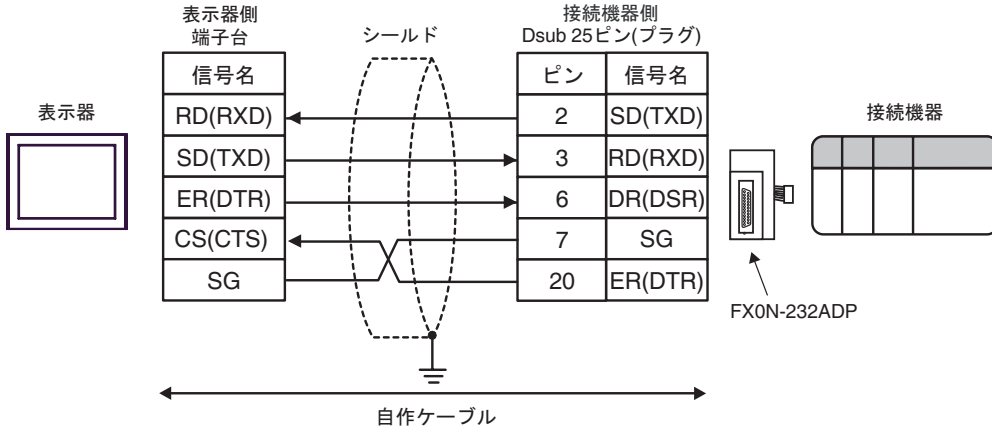 表示器側
端子台
シールド
接続機器側
Dsub 25ピン(プラグ)
信号名
ピン 信号名
表示器
接続機器
RD(RXD) 2 SD(TXD)
SD(TXD) 3 RD(RXD)
ER(DTR) 6 DR(DSR)
CS(CTS) 7 SG
SG 20 ER(DTR)
FX0N-232ADP
自作ケーブル